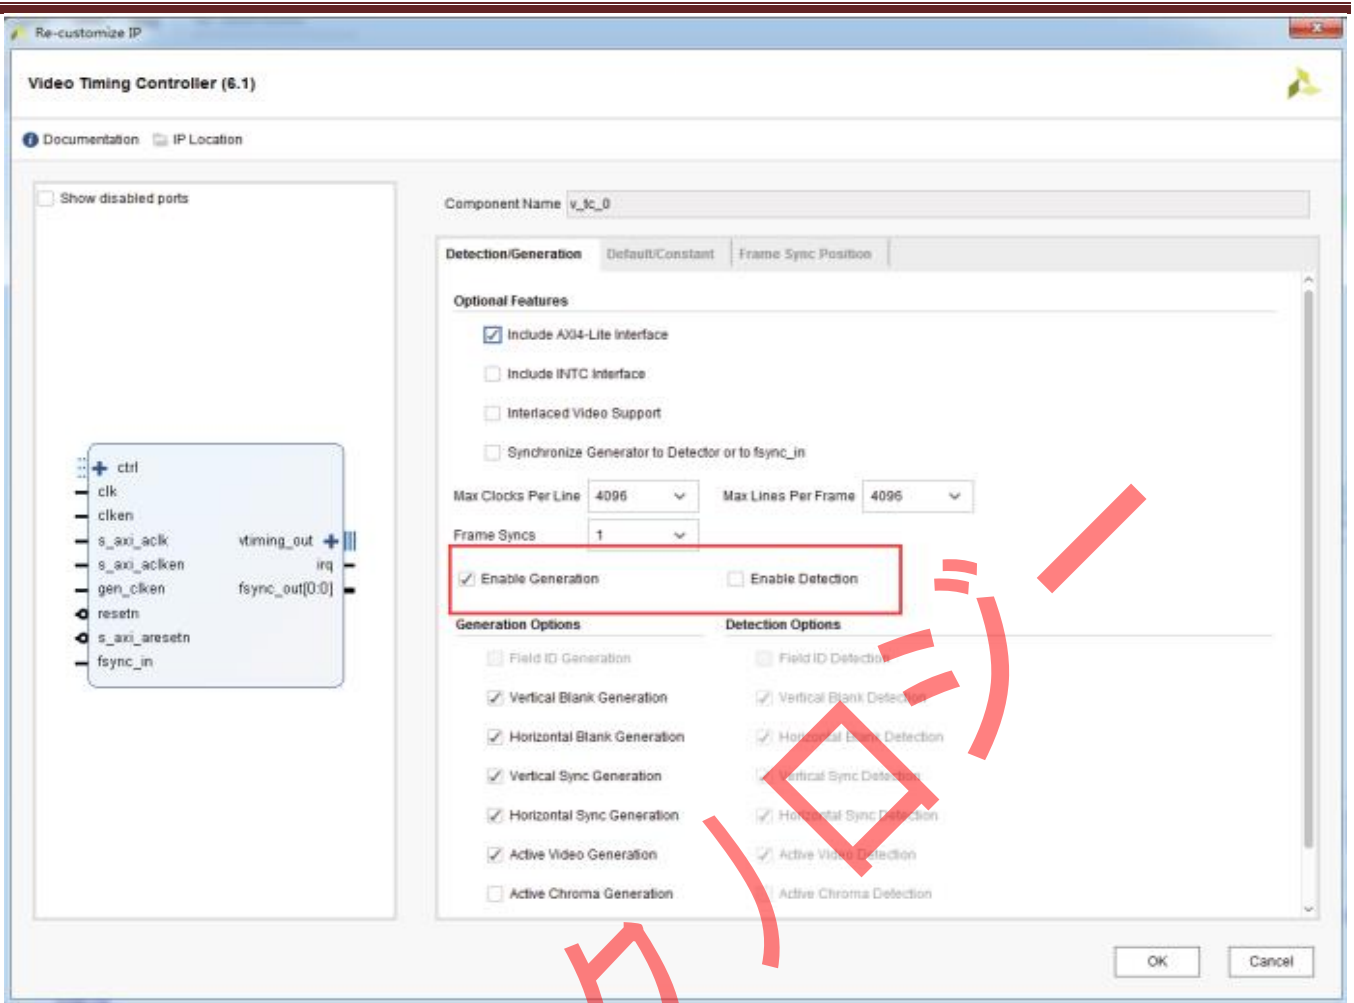 Re-customize IP
Video Timing Controller (6.1)
Documentation IP Location
Show disabled ports
ctrl
clk
clken
s_axi_aclk
s_axi_aclken
gen_clken
resetn
s_axi_aresetn
fsync_in
vtiming_out
irq
fsync_out[0:0]
Component Name v_tc_0
Detection/Generation Default/Constant Frame Sync Position
Optional Features
Include AXI4-Lite Interface
Include INTC Interface
Interlaced Video Support
Synchronize Generator to Detector or to fsync_in
Max Clocks Per Line 4096 Max Lines Per Frame 4096
Frame Syncs 1
Enable Generation Enable Detection
Generation Options Detection Options
Field ID Generation Field ID Detection
Vertical Blank Generation Vertical Blank Detection
Horizontal Blank Generation Horizontal Blank Detection
Vertical Sync Generation Vertical Sync Detection
Horizontal Sync Generation Horizontal Sync Detection
Active Video Generation Active Video Detection
Active Chroma Generation Active Chroma Detection
OK Cancel
クノロジー